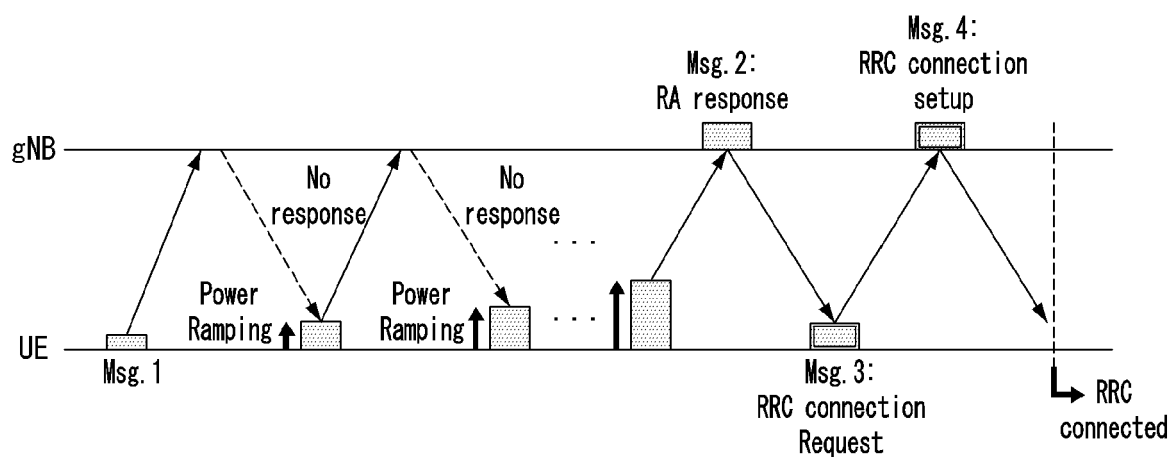 Msg.4:
Msg.2:
RRC connection
RA response
setup
gNB
No
response
No
response
. . .
Power
Ramping
Power
Ramping
. . .
UE
Msg.1
Msg.3:
RRC connection
Request
RRC
connected